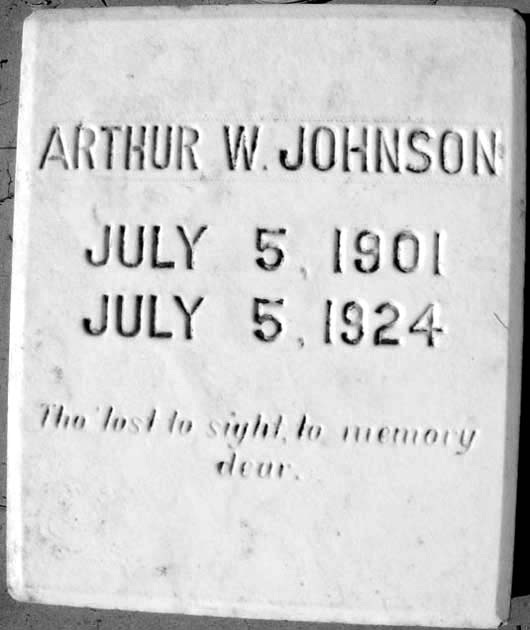 ARTHUR W. JOHNSON
JULY 5, 1901
JULY 5, 1924
Tho' lost to sight, to memory
dear.